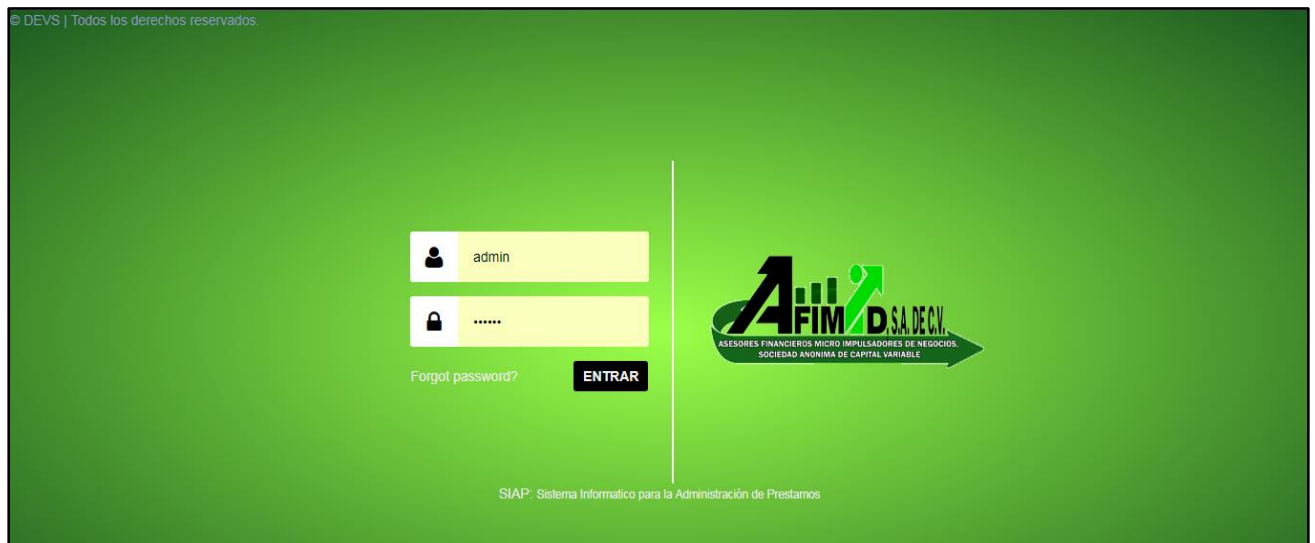 © DEVS | Todos los derechos reservados.
admin
••••••
Forgot password?
ENTRAR
AFIMID, S.A. DE C.V.
ASESORES FINANCIEROS MICRO IMPULSADORES DE NEGOCIOS,
SOCIEDAD ANONIMA DE CAPITAL VARIABLE
SIAP: Sistema Informatico para la Administración de Prestamos